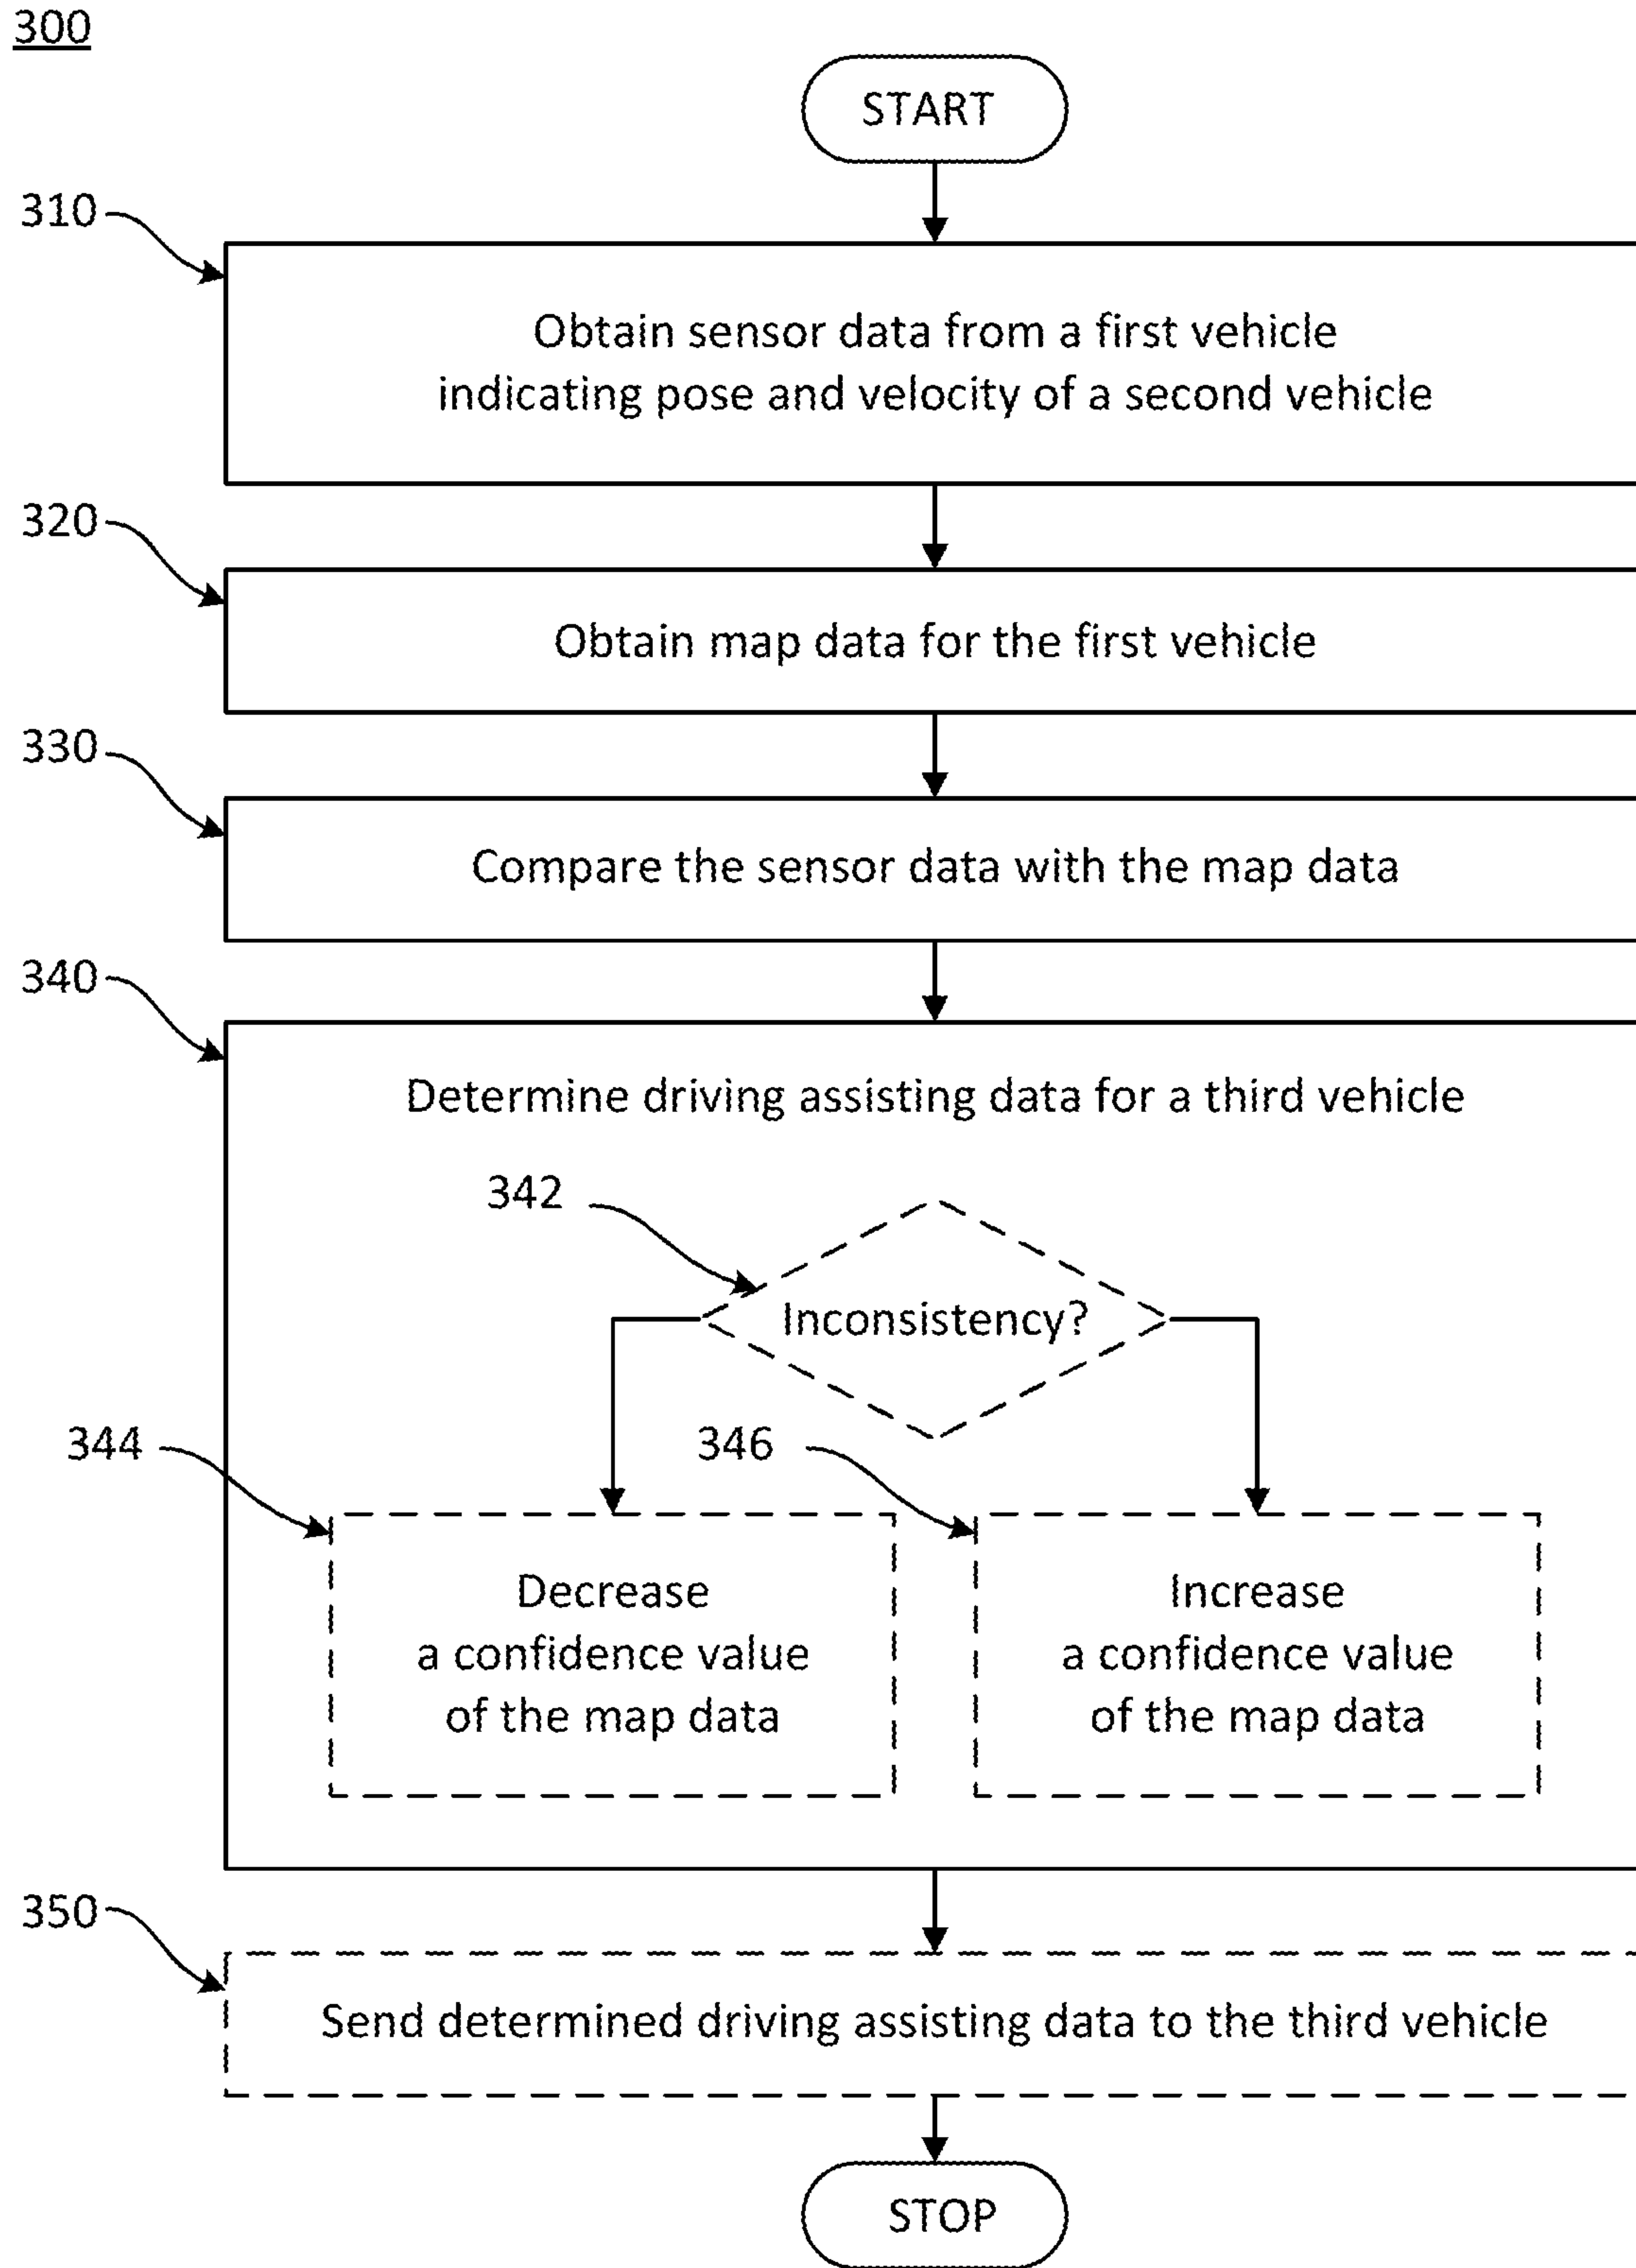 300
START
310
Obtain sensor data from a first vehicle
indicating pose and velocity of a second vehicle
320
Obtain map data for the first vehicle
330
Compare the sensor data with the map data
340
Determine driving assisting data for a third vehicle
342
Inconsistency?
344
346
Decrease
a confidence value
of the map data
Increase
a confidence value
of the map data
350
Send determined driving assisting data to the third vehicle
STOP